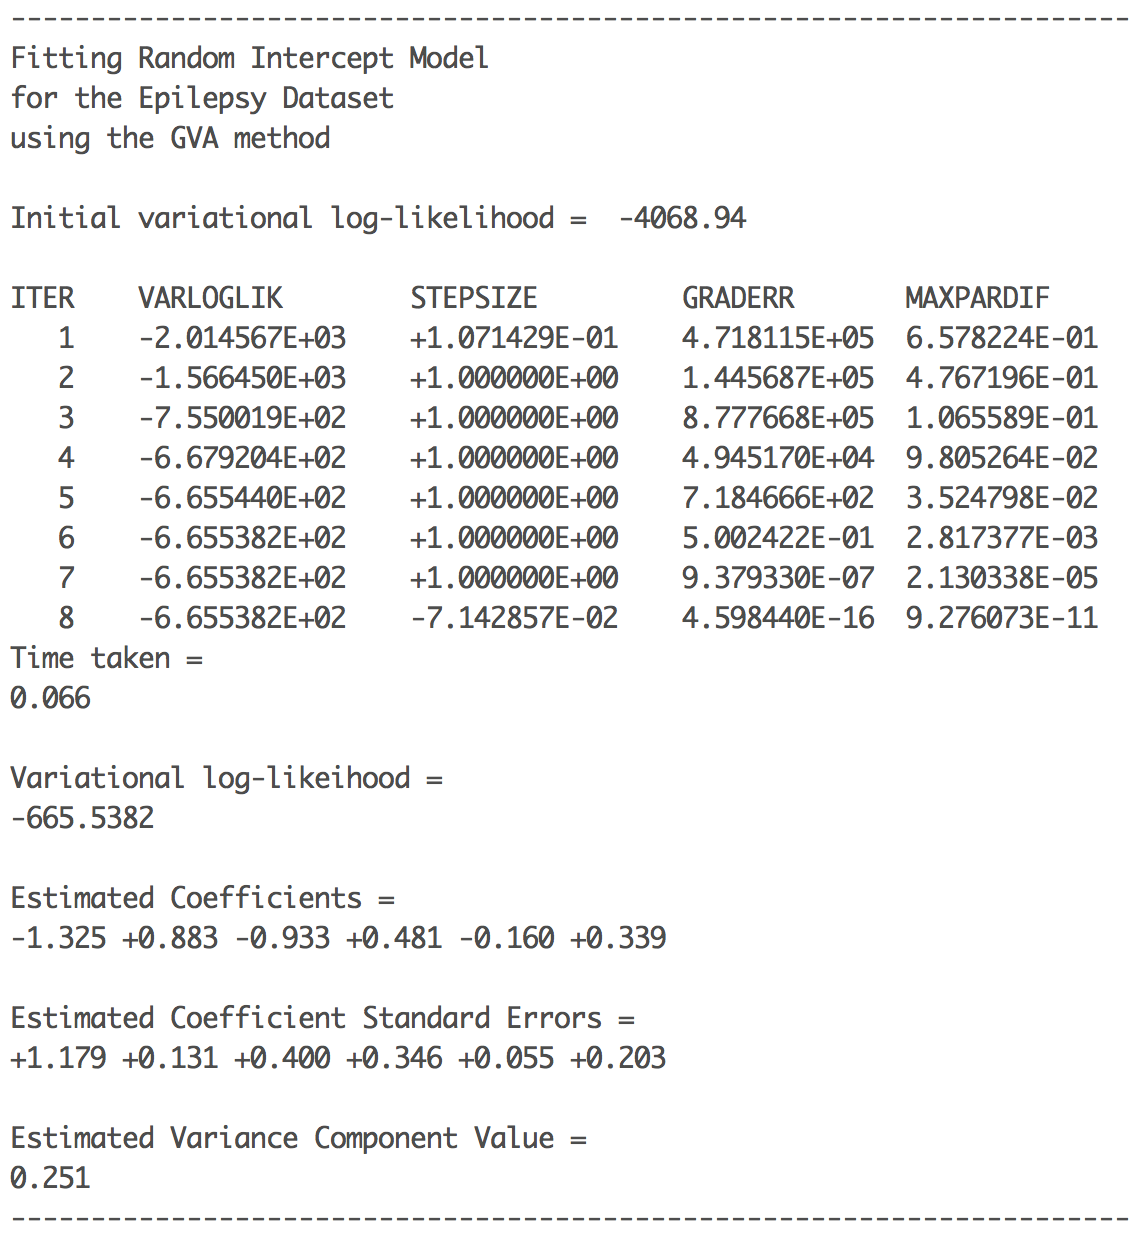 ----------------------------------------------------------------------
Fitting Random Intercept Model
for the Epilepsy Dataset
using the GVA method
Initial variational log-likelihood =  -4068.94
ITER    VARLOGLIK        STEPSIZE         GRADERR       MAXPARDIF
   1    -2.014567E+03    +1.071429E-01    4.718115E+05  6.578224E-01
   2    -1.566450E+03    +1.000000E+00    1.445687E+05  4.767196E-01
   3    -7.550019E+02    +1.000000E+00    8.777668E+05  1.065589E-01
   4    -6.679204E+02    +1.000000E+00    4.945170E+04  9.805264E-02
   5    -6.655440E+02    +1.000000E+00    7.184666E+02  3.524798E-02
   6    -6.655382E+02    +1.000000E+00    5.002422E-01  2.817377E-03
   7    -6.655382E+02    +1.000000E+00    9.379330E-07  2.130338E-05
   8    -6.655382E+02    -7.142857E-02    4.598440E-16  9.276073E-11
Time taken =
0.066
Variational log-likeihood =
-665.5382
Estimated Coefficients =
-1.325 +0.883 -0.933 +0.481 -0.160 +0.339
Estimated Coefficient Standard Errors =
+1.179 +0.131 +0.400 +0.346 +0.055 +0.203
Estimated Variance Component Value =
0.251
----------------------------------------------------------------------